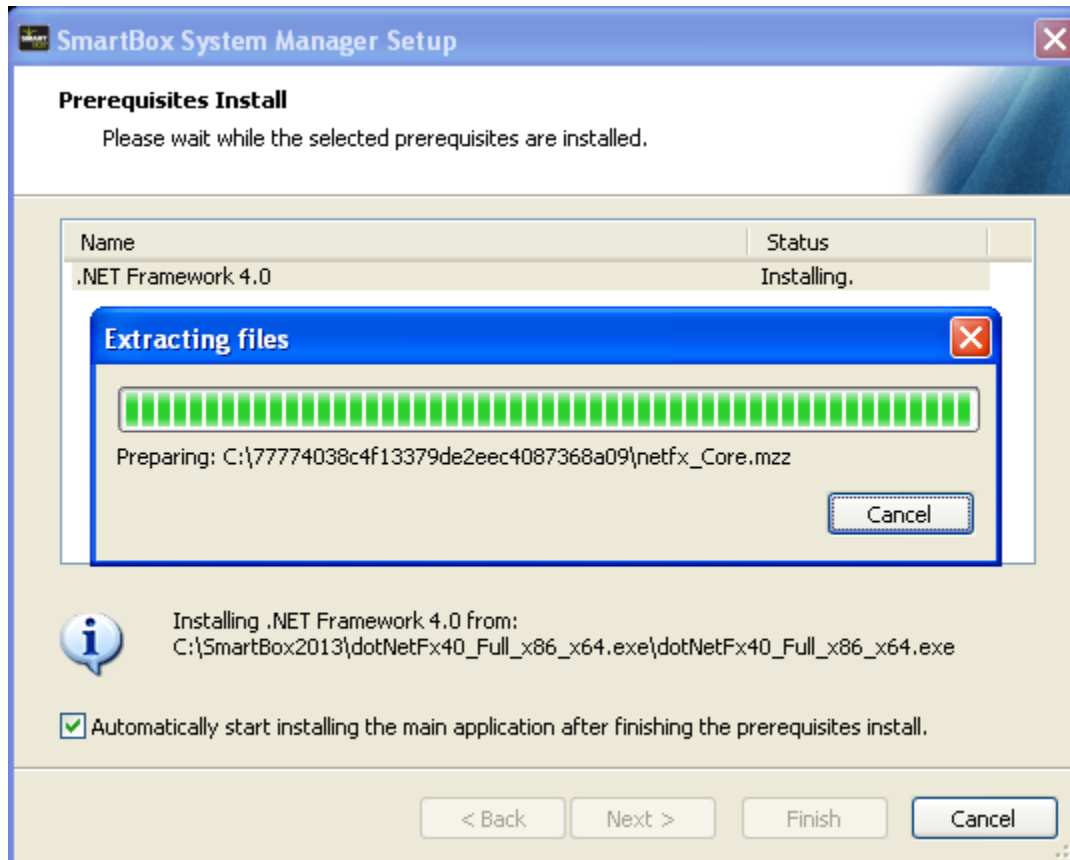 SmartBox System Manager Setup
Prerequisites Install
Please wait while the selected prerequisites are installed.
Name Status
.NET Framework 4.0 Installing.
Extracting files
Preparing: C:\77774038c4f13379de2eec4087368a09\netfx_Core.mzz
Cancel
Installing .NET Framework 4.0 from:
C:\SmartBox2013\dotNetFx40_Full_x86_x64.exe\dotNetFx40_Full_x86_x64.exe
Automatically start installing the main application after finishing the prerequisites install.
< Back Next > Finish Cancel